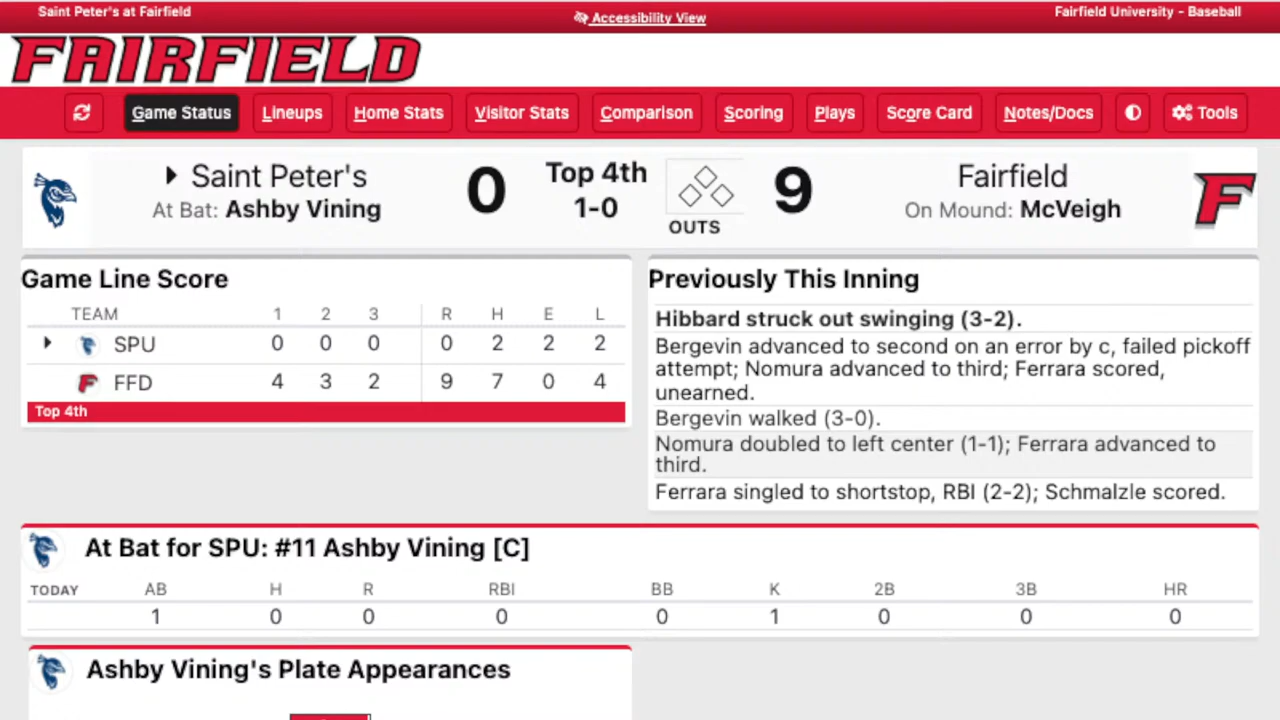 Saint Peter's at Fairfield
Accessibility View
Fairfield University - Baseball
FAIRFIELD
Game Status
Lineups
Home Stats
Visitor Stats
Comparison
Scoring
Plays
Score Card
Notes/Docs
Tools
Saint Peter's
At Bat: Ashby Vining
0
Top 4th
1-0
OUTS
9
Fairfield
On Mound: McVeigh
F
Game Line Score
TEAM 1 2 3 R H E L
SPU 0 0 0 0 2 2 2
F FFD 4 3 2 9 7 0 4
Top 4th
Previously This Inning
Hibbard struck out swinging (3-2).
Bergevin advanced to second on an error by c, failed pickoff
attempt; Nomura advanced to third; Ferrara scored,
unearned.
Bergevin walked (3-0).
Nomura doubled to left center (1-1); Ferrara advanced to
third.
Ferrara singled to shortstop, RBI (2-2); Schmalzle scored.
At Bat for SPU: #11 Ashby Vining [C]
TODAY AB H R RBI BB K 2B 3B HR
1 0 0 0 0 1 0 0 0
Ashby Vining's Plate Appearances